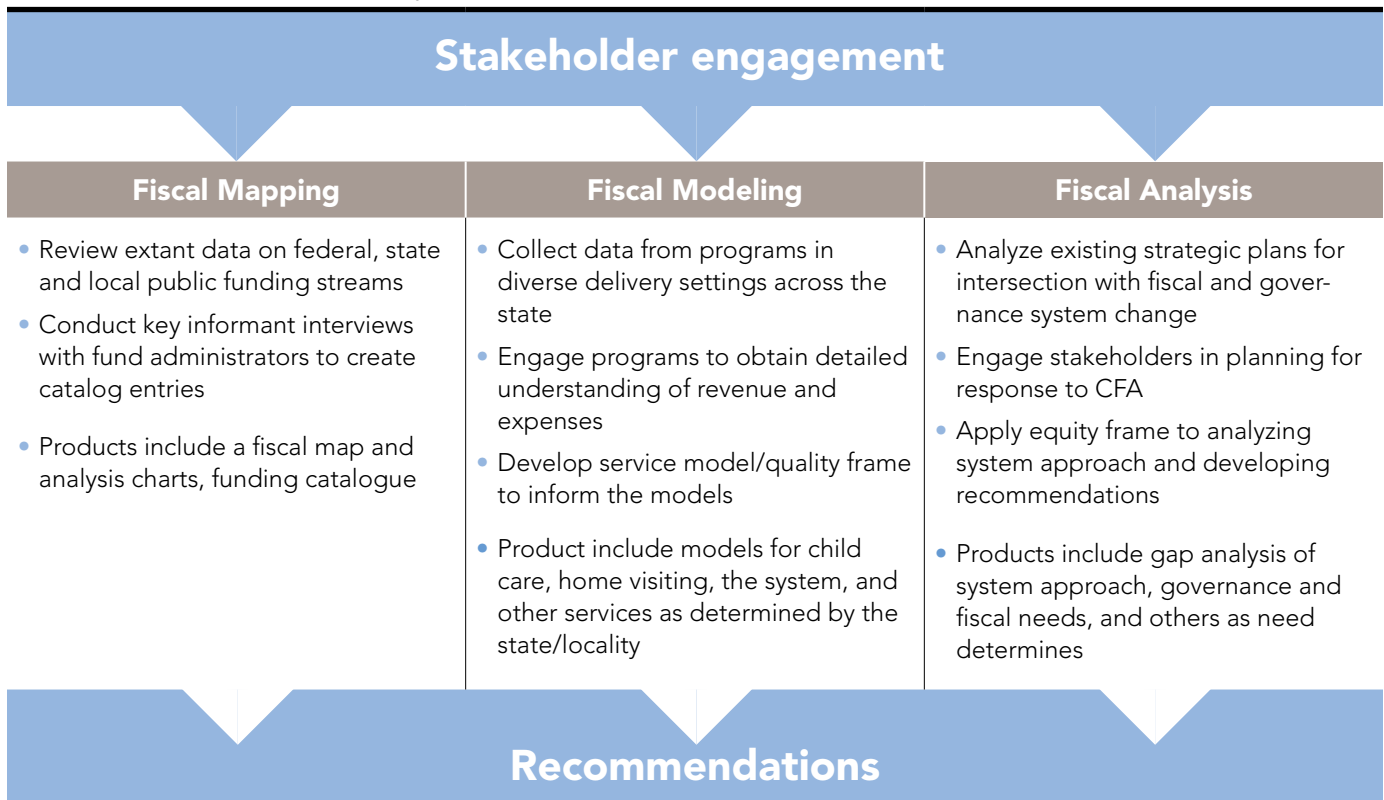 Stakeholder engagement
Fiscal Mapping
• Review extant data on federal, state
and local public funding streams
• Conduct key informant interviews
with fund administrators to create
catalog entries
• Products include a fiscal map and
analysis charts, funding catalogue
Fiscal Modeling
• Collect data from programs in
diverse delivery settings across the
state
• Engage programs to obtain detailed
understanding of revenue and
expenses
• Develop service model/quality frame
to inform the models
• Product include models for child
care, home visiting, the system, and
other services as determined by the
state/locality
Fiscal Analysis
• Analyze existing strategic plans for
intersection with fiscal and gover-
nance system change
• Engage stakeholders in planning for
response to CFA
• Apply equity frame to analyzing
system approach and developing
recommendations
• Products include gap analysis of
system approach, governance and
fiscal needs, and others as need
determines
Recommendations